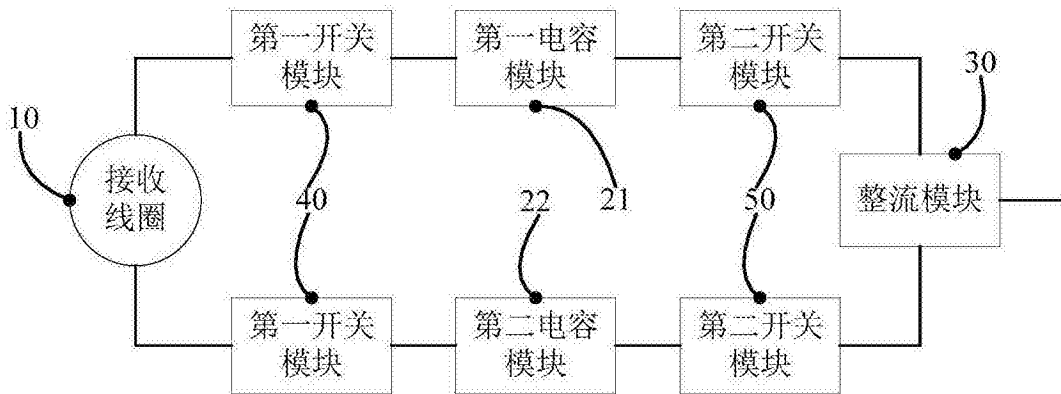 第一开关
模块
第一电容
模块
第二开关
模块
30
10
接收
线圈
40
22
21
50
整流模块
第一开关
模块
第二电容
模块
第二开关
模块